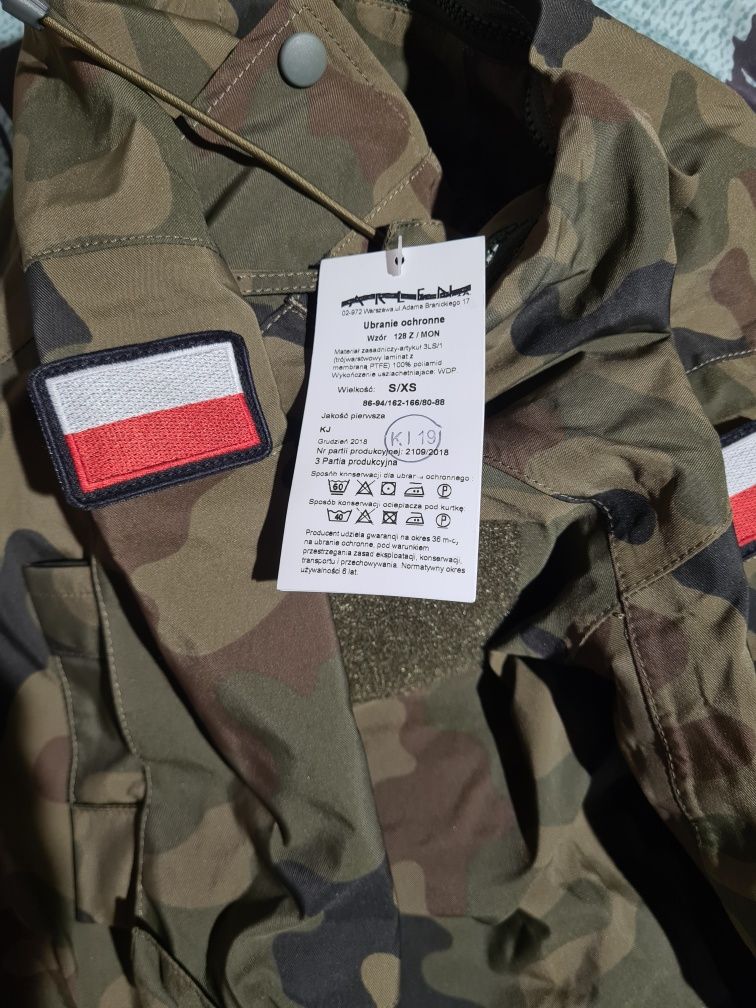 ARLEN S.A.
02-972 Warszawa,ul.Adama Branickiego 17
Ubranie ochronne
Wzór 128 Z / MON
Materiał zasadniczy-artykuł 3LS/1
(trójwarstwowy laminat z
membraną PTFE) 100% poliamid
Wykończenie uszlachetniające: WDP.
Wielkość: S/XS
86-94/162-166/80-88
Jakość pierwsza
KJ
KJ 19
Grudzień 2018
Nr partii produkcyjnej: 2109/2018
3 Partia produkcyjna
Sposób konserwacji dla ubrania ochronnego:
60 P
Sposób konserwacji ocieplacza pod kurtkę:
40 P
Producent udziela gwarancji na okres 36 m-c,
na ubranie ochronne, pod warunkiem
przestrzegania zasad eksploatacji, konserwacji,
transportu i przechowywania. Normatywny okres
używalności 6 lat.